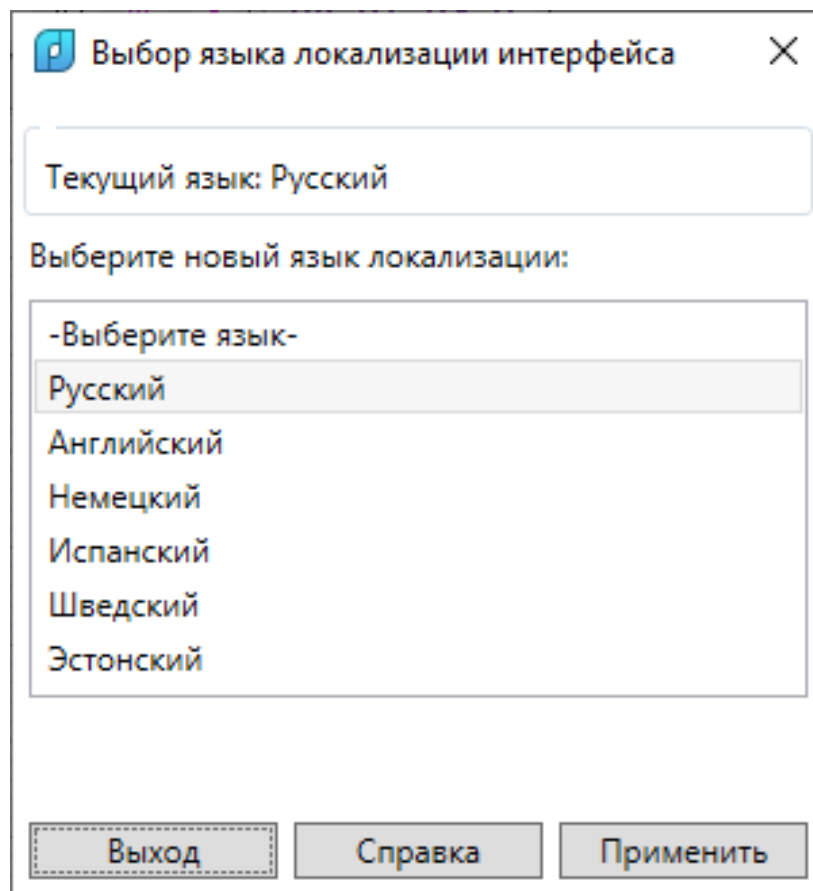 Выбор языка локализации интерфейса
Текущий язык: Русский
Выберите новый язык локализации:
-Выберите язык-
Русский
Английский
Немецкий
Испанский
Шведский
Эстонский
Выход Справка Применить